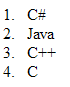 1. C#
2. Java
3. C++
4. C